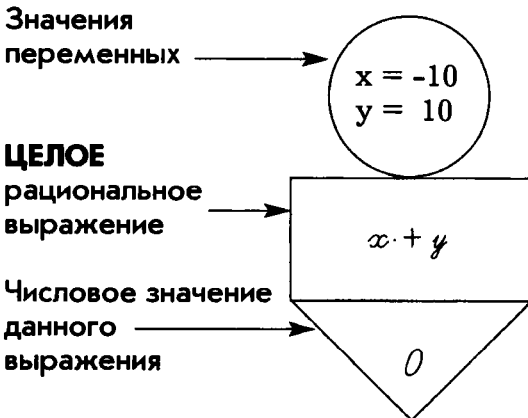 Значения
переменных
x = -10
y = 10
ЦЕЛОЕ
рациональное
выражение
x + y
Числовое значение
данного
выражения
0